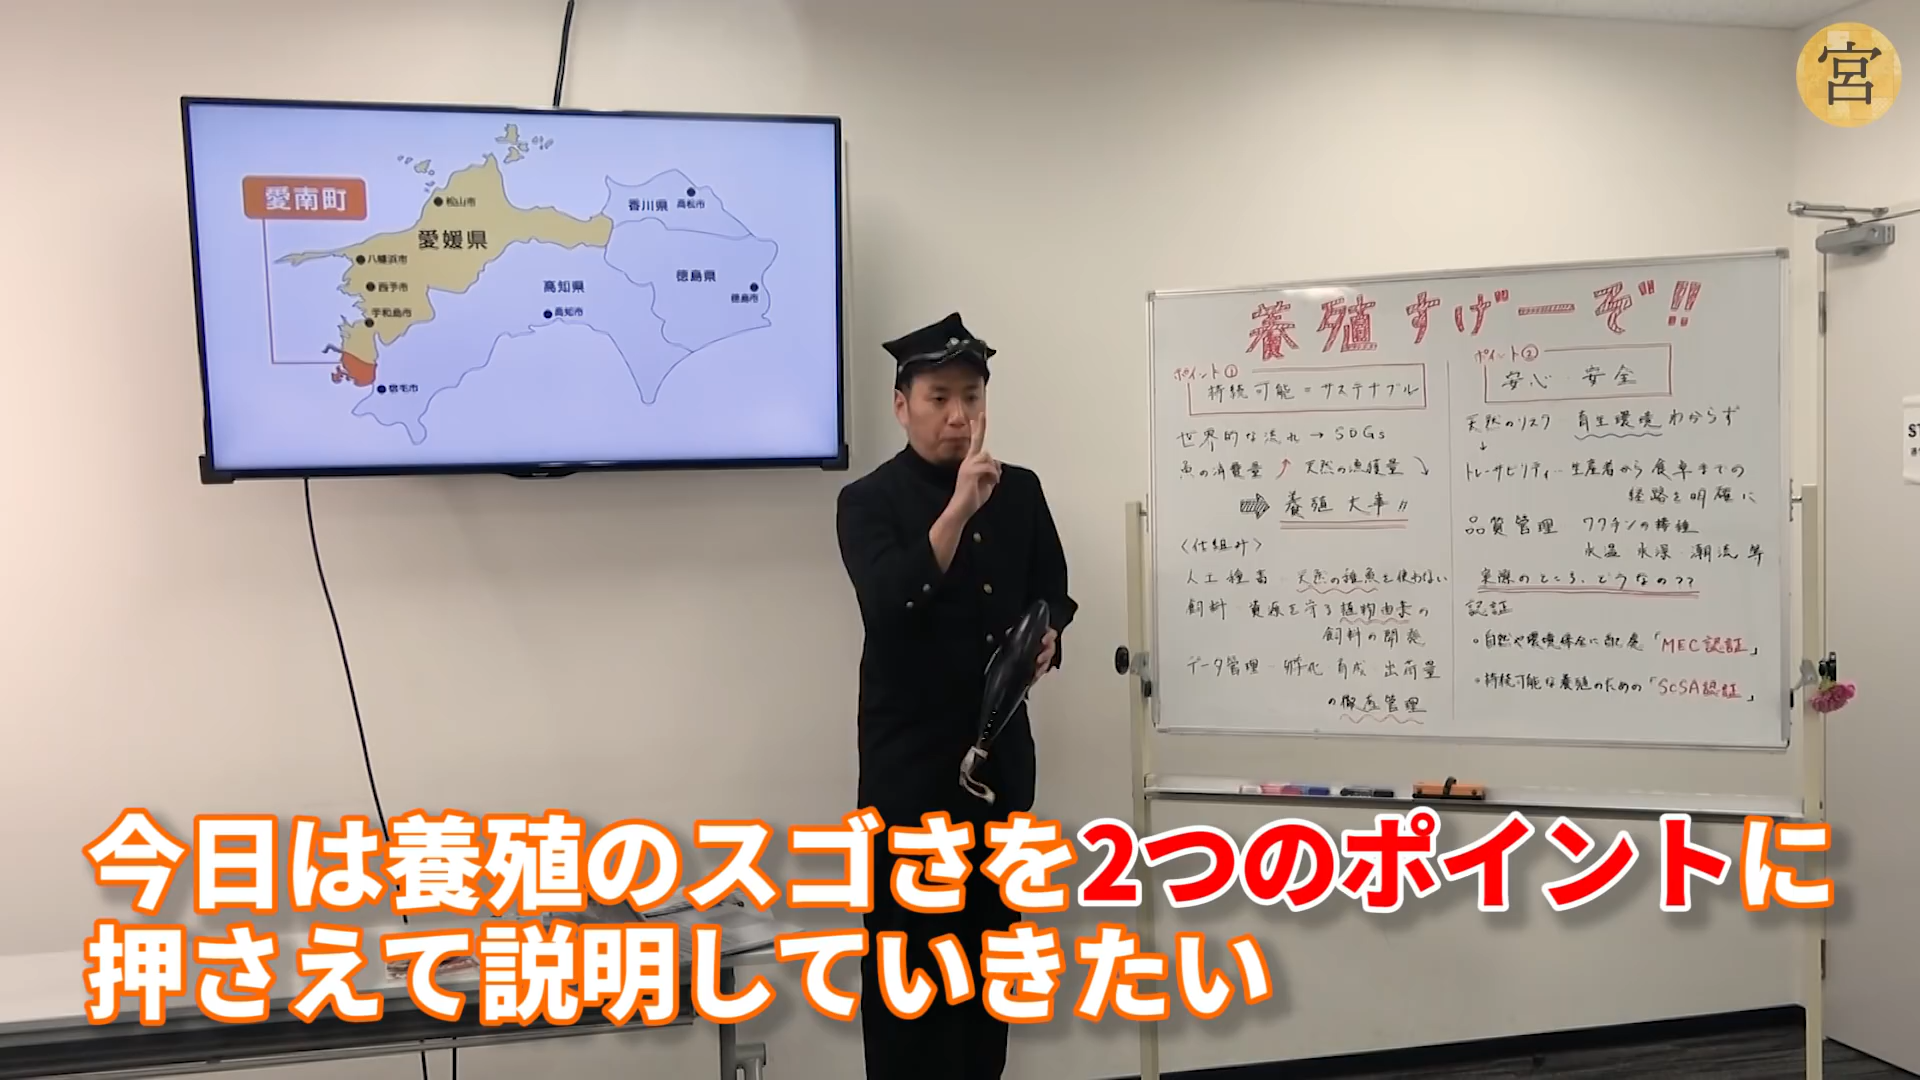 宮
愛南町
松山市
愛媛県
八幡浜市
西予市
宇和島市
宿毛市
高知県
高知市
香川県
高松市
徳島県
徳島市
養殖すげーぞ!!
ポイント①
持続可能=サステナブル
世界的な流れ→SDGs
魚の消費量↑ 天然の漁獲量
⇒ 養殖大事!!
〈仕組み〉
人工種苗 天然の稚魚を使わない
飼料 資源を守る植物由来の
飼料の開発
データ管理 孵化 育成 出荷量
の徹底管理
ポイント②
安心・安全
天然のリスク 育生環境わからず
↓
トレーサビリティ 生産者から食卓までの
経路を明確に
品質管理 ワクチンの接種
水温 水深 潮流 等
実際のところ、どうなの??
認証
・自然や環境保全に配慮「MEC認証」
・持続可能な養殖のための「SCSA認証」
今日は養殖のスゴさを2つのポイントに
押さえて説明していきたい